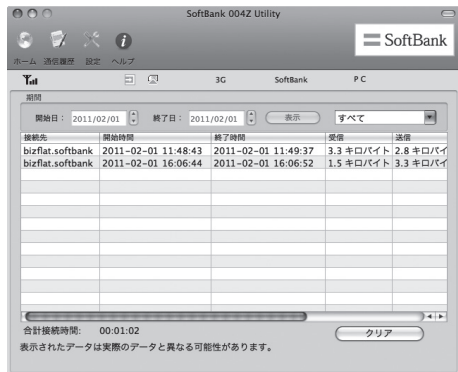 SoftBank 004Z Utility
SoftBank
ホーム 通信履歴 設定 ヘルプ
3G SoftBank PC
期間
開始日： 2011/02/01 終了日： 2011/02/01 表示 すべて
接続先 開始時間 終了時間 受信 送信
bizflat.softbank 2011-02-01 11:48:43 2011-02-01 11:49:37 3.3 キロバイト 2.8 キロバイ
bizflat.softbank 2011-02-01 16:06:44 2011-02-01 16:06:52 1.5 キロバイト 3.3 キロバイ
合計接続時間: 00:01:02
クリア
表示されたデータは実際のデータと異なる可能性があります。